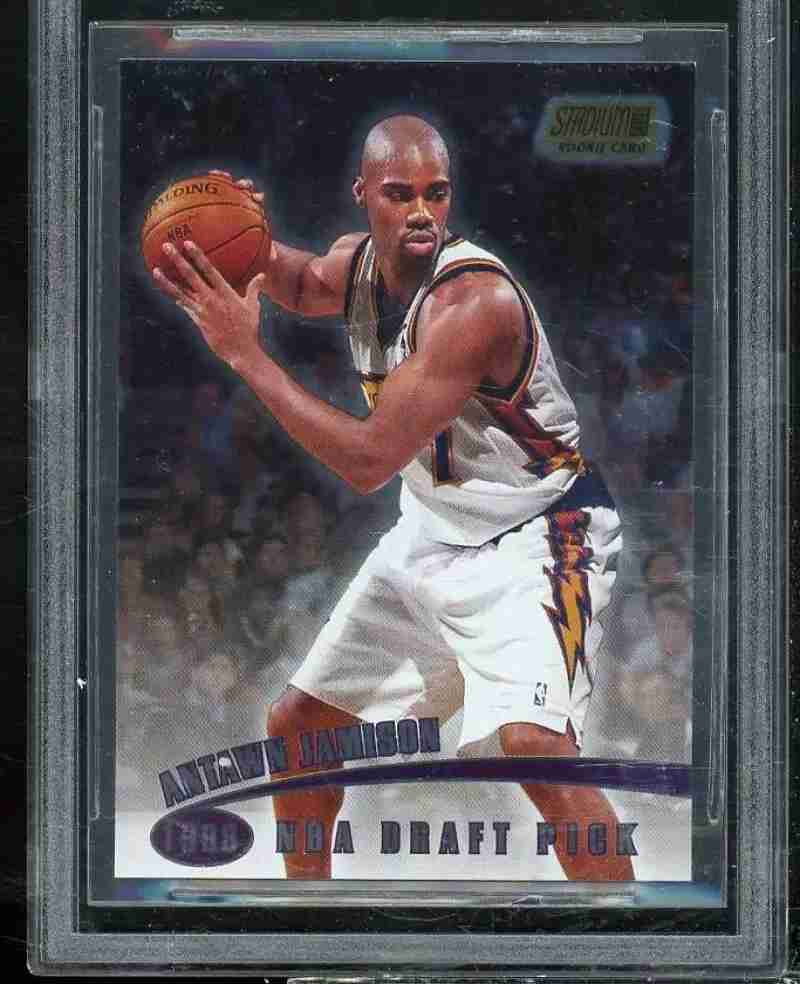 STADIUM
ROOKIE CARD
SPALDING
NBA
ANTAWN JAMISON
1998 NBA DRAFT PICK